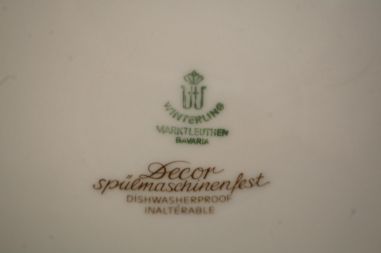 WINTERLING
MARKTLEUTHEN
BAVARIA
Decor
spülmaschinenfest
DISHWASHERPROOF
INALTÉRABLE